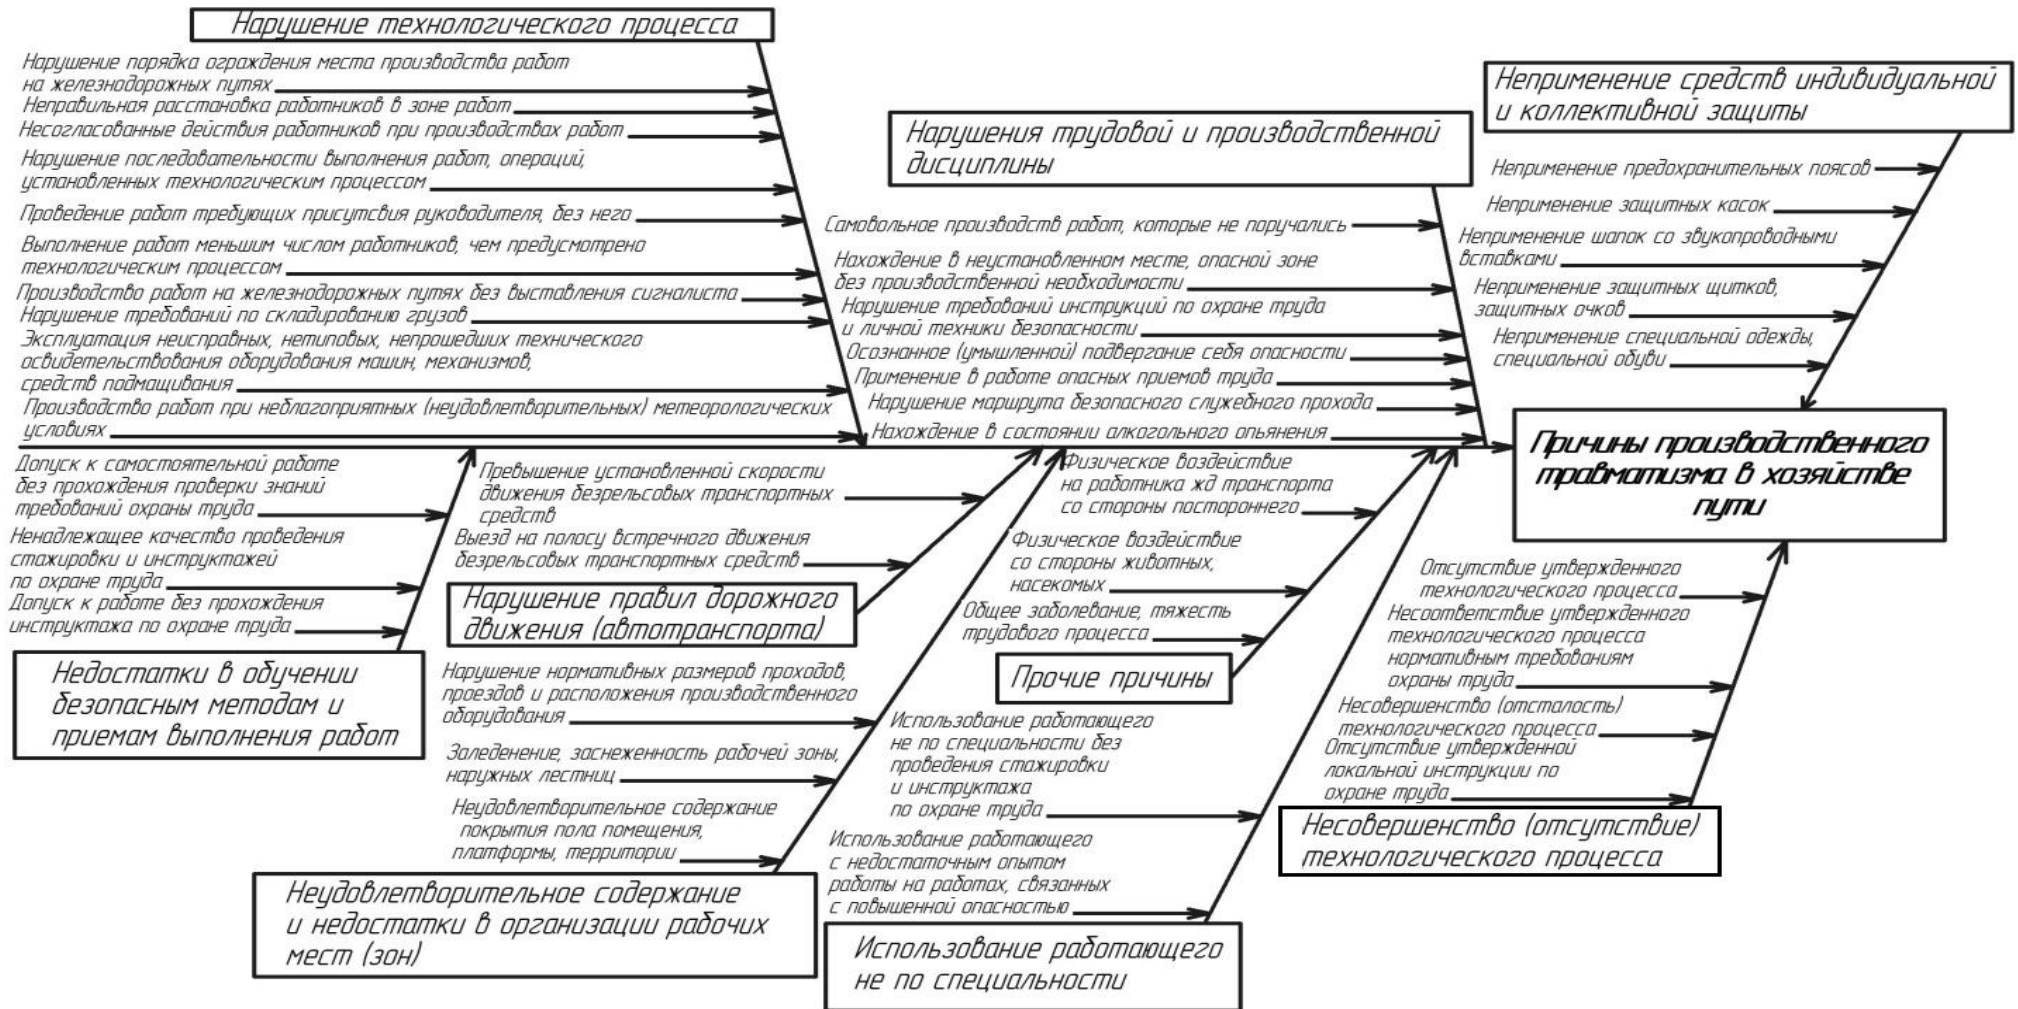 Нарушение технологического процесса
Нарушение порядка ограждения места производства работ
на железнодорожных путях
Неправильная расстановка работников в зоне работ
Несогласованные действия работников при производствах работ
Нарушение последовательности выполнения работ, операций,
установленных технологическим процессом
Проведение работ требующих присутсвия руководителя, без него
Выполнение работ меньшим числом работников, чем предусмотрено
технологическим процессом
Производство работ на железнодорожных путях без выставления сигналиста
Нарушение требований по складированию грузов
Эксплуатация неисправных, нетиповых, непрошедших технического
освидетельствования оборудования машин, механизмов,
средств подмащивания
Производство работ при неблагоприятных (неудовлетворительных) метеорологических
условиях
Нарушения трудовой и производственной
дисциплины
Самовольное производств работ, которые не поручались
Нахождение в неустановленном месте, опасной зоне
без производственной необходимости
Нарушение требований инструкций по охране труда
и личной техники безопасности
Осознанное (умышленной) подвергание себя опасности
Применение в работе опасных приемов труда
Нарушение маршрута безопасного служебного прохода
Нахождение в состоянии алкогольного опьянения
Неприменение средств индивидуальной
и коллективной защиты
Неприменение предохранительных поясов
Неприменение защитных касок
Неприменение шапок со звукопроводными
вставками
Неприменение защитных щитков,
защитных очков
Неприменение специальной одежды,
специальной обуви
Причины производственного
травматизма в хозяйстве
пути
Допуск к самостоятельной работе
без прохождения проверки знаний
требований охраны труда
Ненадлежащее качество проведения
стажировки и инструктажей
по охране труда
Допуск к работе без прохождения
инструктажа по охране труда
Недостатки в обучении
безопасным методам и
приемам выполнения работ
Превышение установленной скорости
движения безрельсовых транспортных
средств
Выезд на полосу встречного движения
безрельсовых транспортных средств
Нарушение правил дорожного
движения (автотранспорта)
Нарушение нормативных размеров проходов,
проездов и расположения производственного
оборудования
Заледенение, заснеженность рабочей зоны,
наружных лестниц
Неудовлетворительное содержание
покрытия пола помещения,
платформы, территории
Неудовлетворительное содержание
и недостатки в организации рабочих
мест (зон)
Физическое воздействие
на работника жд транспорта
со стороны постороннего
Физическое воздействие
со стороны животных,
насекомых
Общее заболевание, тяжесть
трудового процесса
Прочие причины
Использование работающего
не по специальности без
проведения стажировки
и инструктажа
по охране труда
Использование работающего
с недостаточным опытом
работы на работах, связанных
с повышенной опасностью
Использование работающего
не по специальности
Отсутствие утвержденного
технологического процесса
Несоответствие утвержденного
технологического процесса
нормативным требованиям
охраны труда
Несовершенство (отсталость)
технологического процесса
Отсутствие утвержденной
локальной инструкции по
охране труда
Несовершенство (отсутствие)
технологического процесса